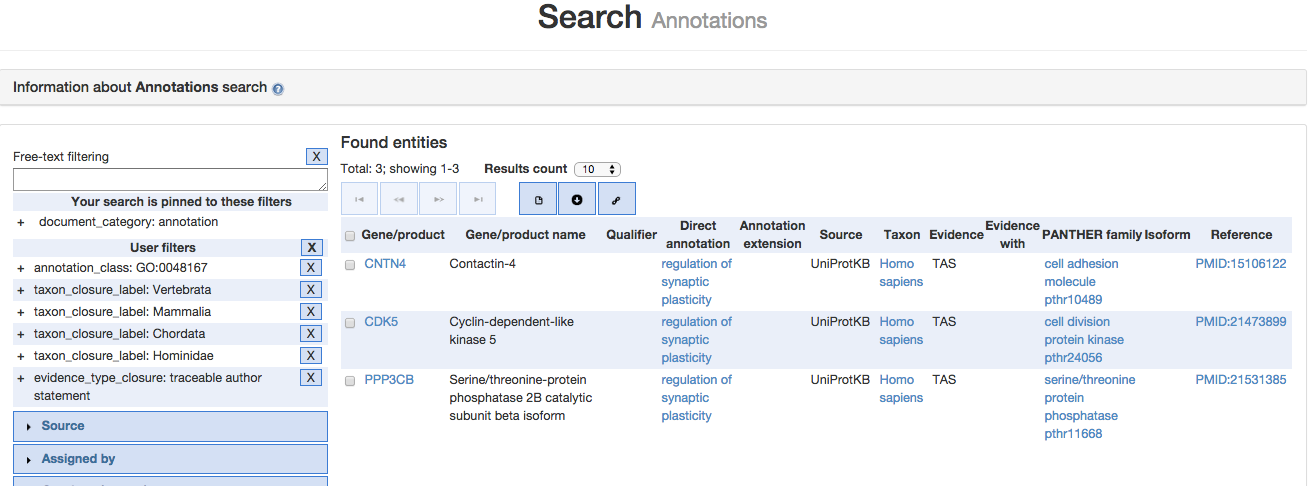 Search Annotations
Information about Annotations search ?
Free-text filtering X
Your search is pinned to these filters
+ document_category: annotation
User filters X
+ annotation_class: GO:0048167 X
+ taxon_closure_label: Vertebrata X
+ taxon_closure_label: Mammalia X
+ taxon_closure_label: Chordata X
+ taxon_closure_label: Hominidae X
+ evidence_type_closure: traceable author X
statement
Source
Assigned by
Found entities
Total: 3; showing 1-3 Results count 10
Gene/product Gene/product name Qualifier Direct annotation Annotation extension Source Taxon Evidence Evidence with PANTHER family Isoform Reference
CNTN4 Contactin-4 regulation of UniProtKB Homo TAS cell adhesion PMID:15106122
synaptic sapiens molecule
plasticity pthr10489
CDK5 Cyclin-dependent-like regulation of UniProtKB Homo TAS cell division PMID:21473899
kinase 5 synaptic sapiens protein kinase
plasticity pthr24056
PPP3CB Serine/threonine-protein regulation of UniProtKB Homo TAS serine/threonine PMID:21531385
phosphatase 2B catalytic synaptic sapiens protein
subunit beta isoform plasticity phosphatase
pthr11668